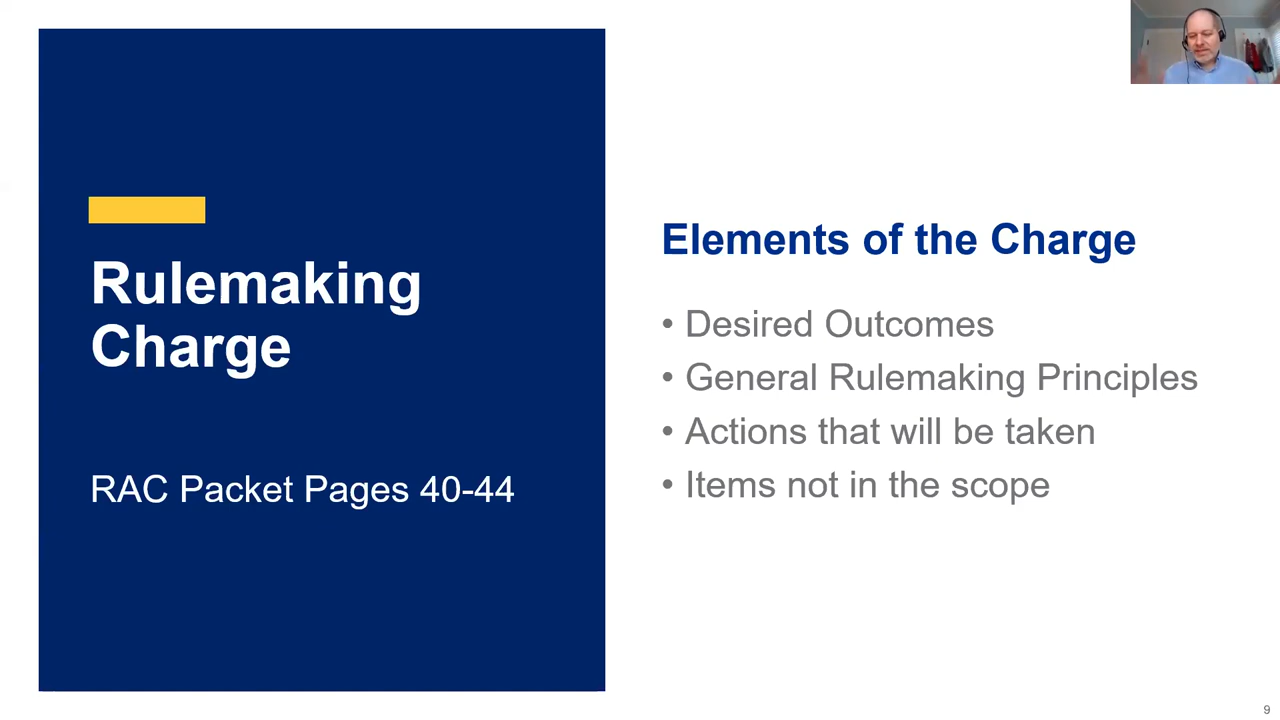 Rulemaking
Charge
RAC Packet Pages 40-44
Elements of the Charge
• Desired Outcomes
• General Rulemaking Principles
• Actions that will be taken
• Items not in the scope
9